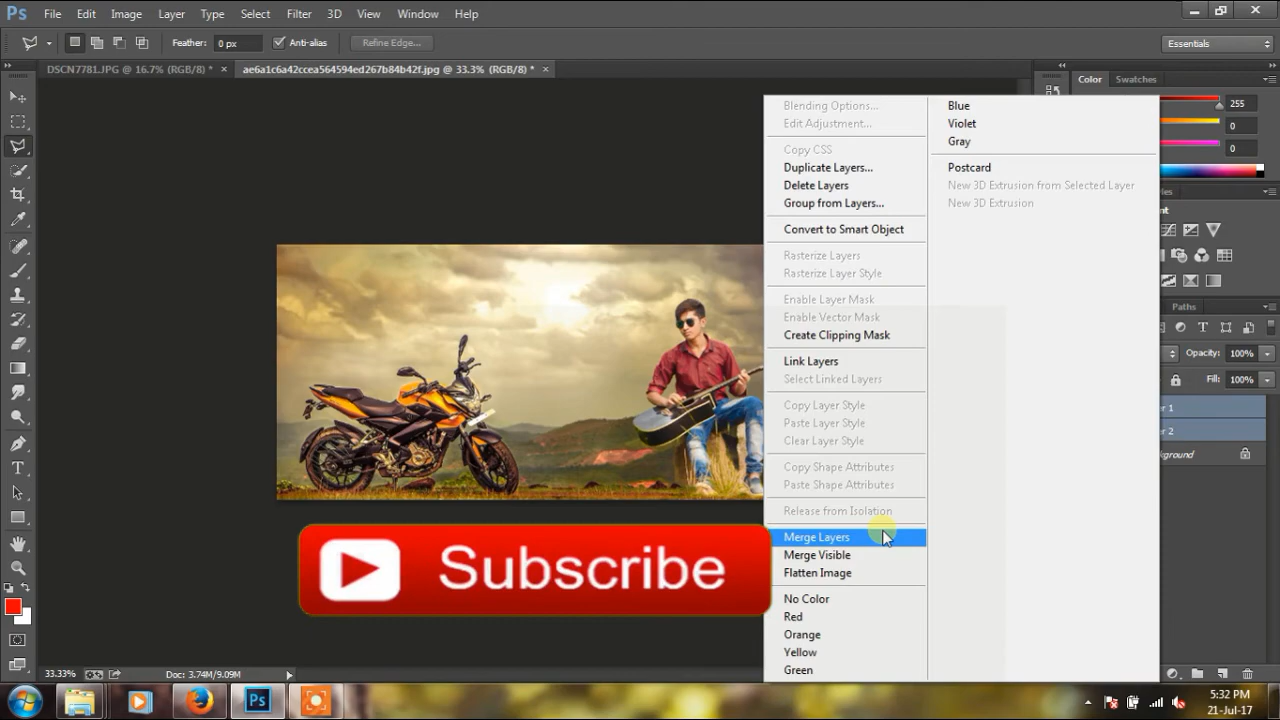 Ps File Edit Image Layer Type Select Filter 3D View Window Help
Feather: 0 px Anti-alias Refine Edge... Essentials
DSCN7781.JPG @ 16.7% (RGB/8) * × ae6a1c6a42ccea564594ed267b84b42f.jpg @ 33.3% (RGB/8) * ×
Color Swatches
255
0
0
Blending Options...
Edit Adjustment...
Copy CSS
Duplicate Layers...
Delete Layers
Group from Layers...
Convert to Smart Object
Rasterize Layers
Rasterize Layer Style
Enable Layer Mask
Enable Vector Mask
Create Clipping Mask
Link Layers
Select Linked Layers
Copy Layer Style
Paste Layer Style
Clear Layer Style
Copy Shape Attributes
Paste Shape Attributes
Release from Isolation
Merge Layers
Merge Visible
Flatten Image
No Color
Red
Orange
Yellow
Green
Blue
Violet
Gray
Postcard
New 3D Extrusion from Selected Layer
New 3D Extrusion
Paths
Opacity: 100%
Fill: 100%
1
2
Subscribe
33.33% Doc: 3.74M/9.09M
Ps
5:32 PM
21-Jul-17